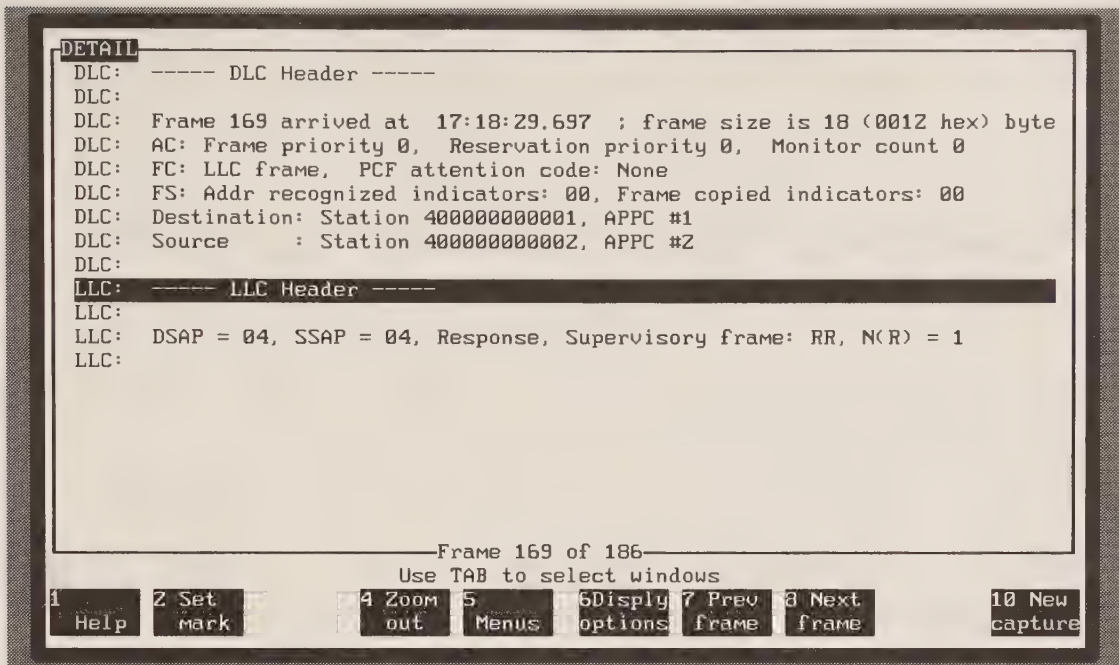 DETAIL
DLC: ----- DLC Header -----
DLC:
DLC: Frame 169 arrived at 17:18:29.697 ; frame size is 18 (0012 hex) byte
DLC: AC: Frame priority 0, Reservation priority 0, Monitor count 0
DLC: FC: LLC frame, PCF attention code: None
DLC: FS: Addr recognized indicators: 00, Frame copied indicators: 00
DLC: Destination: Station 400000000001, APPC #1
DLC: Source : Station 400000000002, APPC #2
DLC:
LLC: ----- LLC Header -----
LLC:
LLC: DSAP = 04, SSAP = 04, Response, Supervisory frame: RR, N(R) = 1
LLC:
Frame 169 of 186
Use TAB to select windows
1 Help 2 Set mark 4 Zoom out 5 Menus 6Disply options 7 Prev frame 8 Next frame 10 New capture